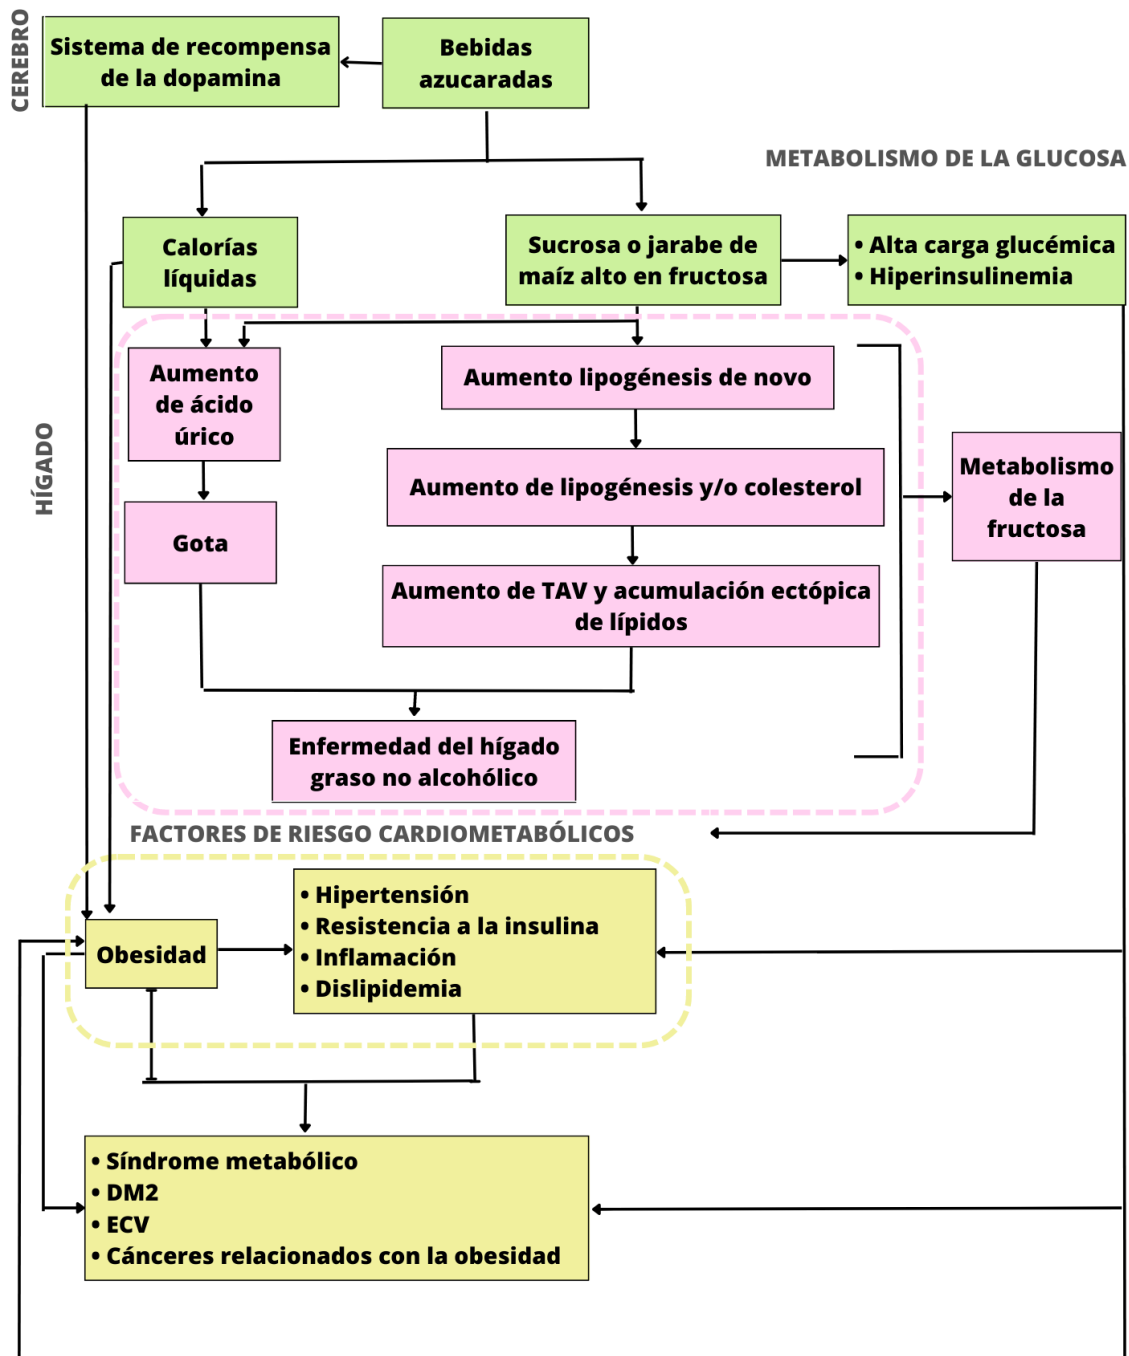 CEREBRO
Sistema de recompensa
de la dopamina
Bebidas
azucaradas
METABOLISMO DE LA GLUCOSA
Calorías
líquidas
Sucrosa o jarabe de
maíz alto en fructosa
• Alta carga glucémica
• Hiperinsulinemia
HÍGADO
Aumento
de ácido
úrico
Aumento lipogénesis de novo
Aumento de lipogénesis y/o colesterol
Metabolismo
de la
fructosa
Gota
Aumento de TAV y acumulación ectópica
de lípidos
Enfermedad del hígado
graso no alcohólico
FACTORES DE RIESGO CARDIOMETABÓLICOS
Obesidad
• Hipertensión
• Resistencia a la insulina
• Inflamación
• Dislipidemia
• Síndrome metabólico
• DM2
• ECV
• Cánceres relacionados con la obesidad